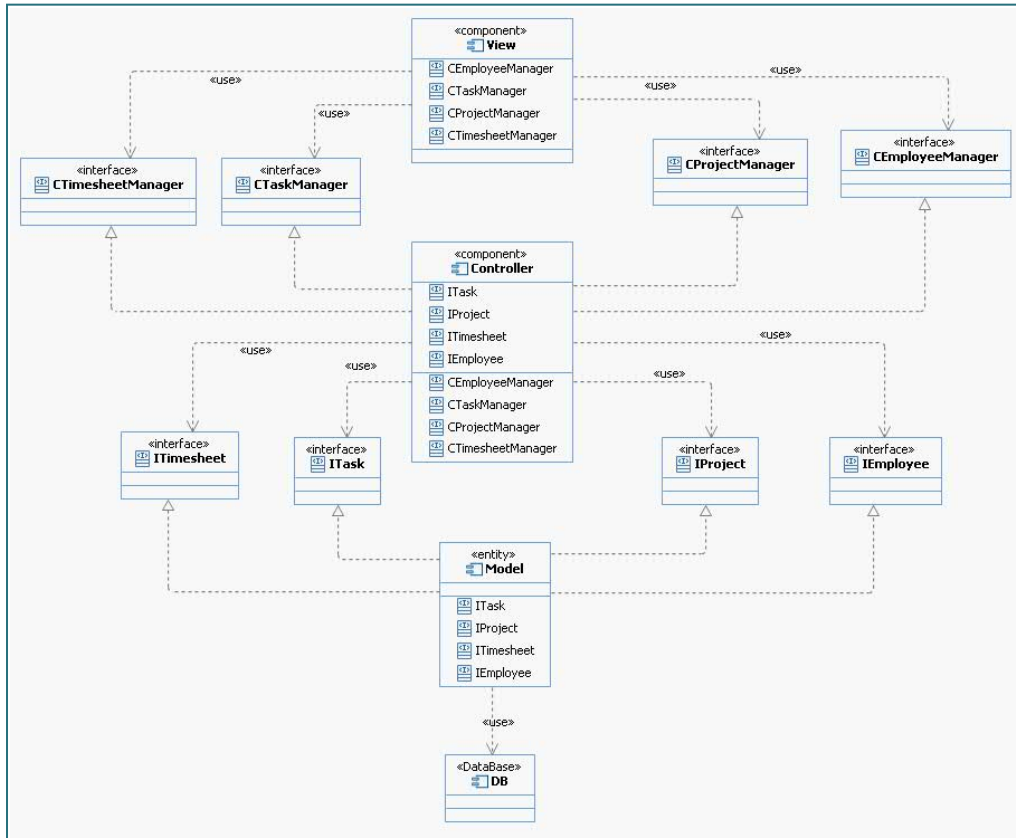 «component»
View
CEmployeeManager
CTaskManager
CProjectManager
CTimesheetManager
«use»
«use»
«use»
«use»
«interface»
CTimesheetManager
«interface»
CTaskManager
«interface»
CProjectManager
«interface»
CEmployeeManager
«component»
Controller
ITask
IProject
ITimesheet
IEmployee
CEmployeeManager
CTaskManager
CProjectManager
CTimesheetManager
«use»
«use»
«use»
«use»
«interface»
ITimesheet
«interface»
ITask
«interface»
IProject
«interface»
IEmployee
«entity»
Model
ITask
IProject
ITimesheet
IEmployee
«use»
«DataBase»
DB